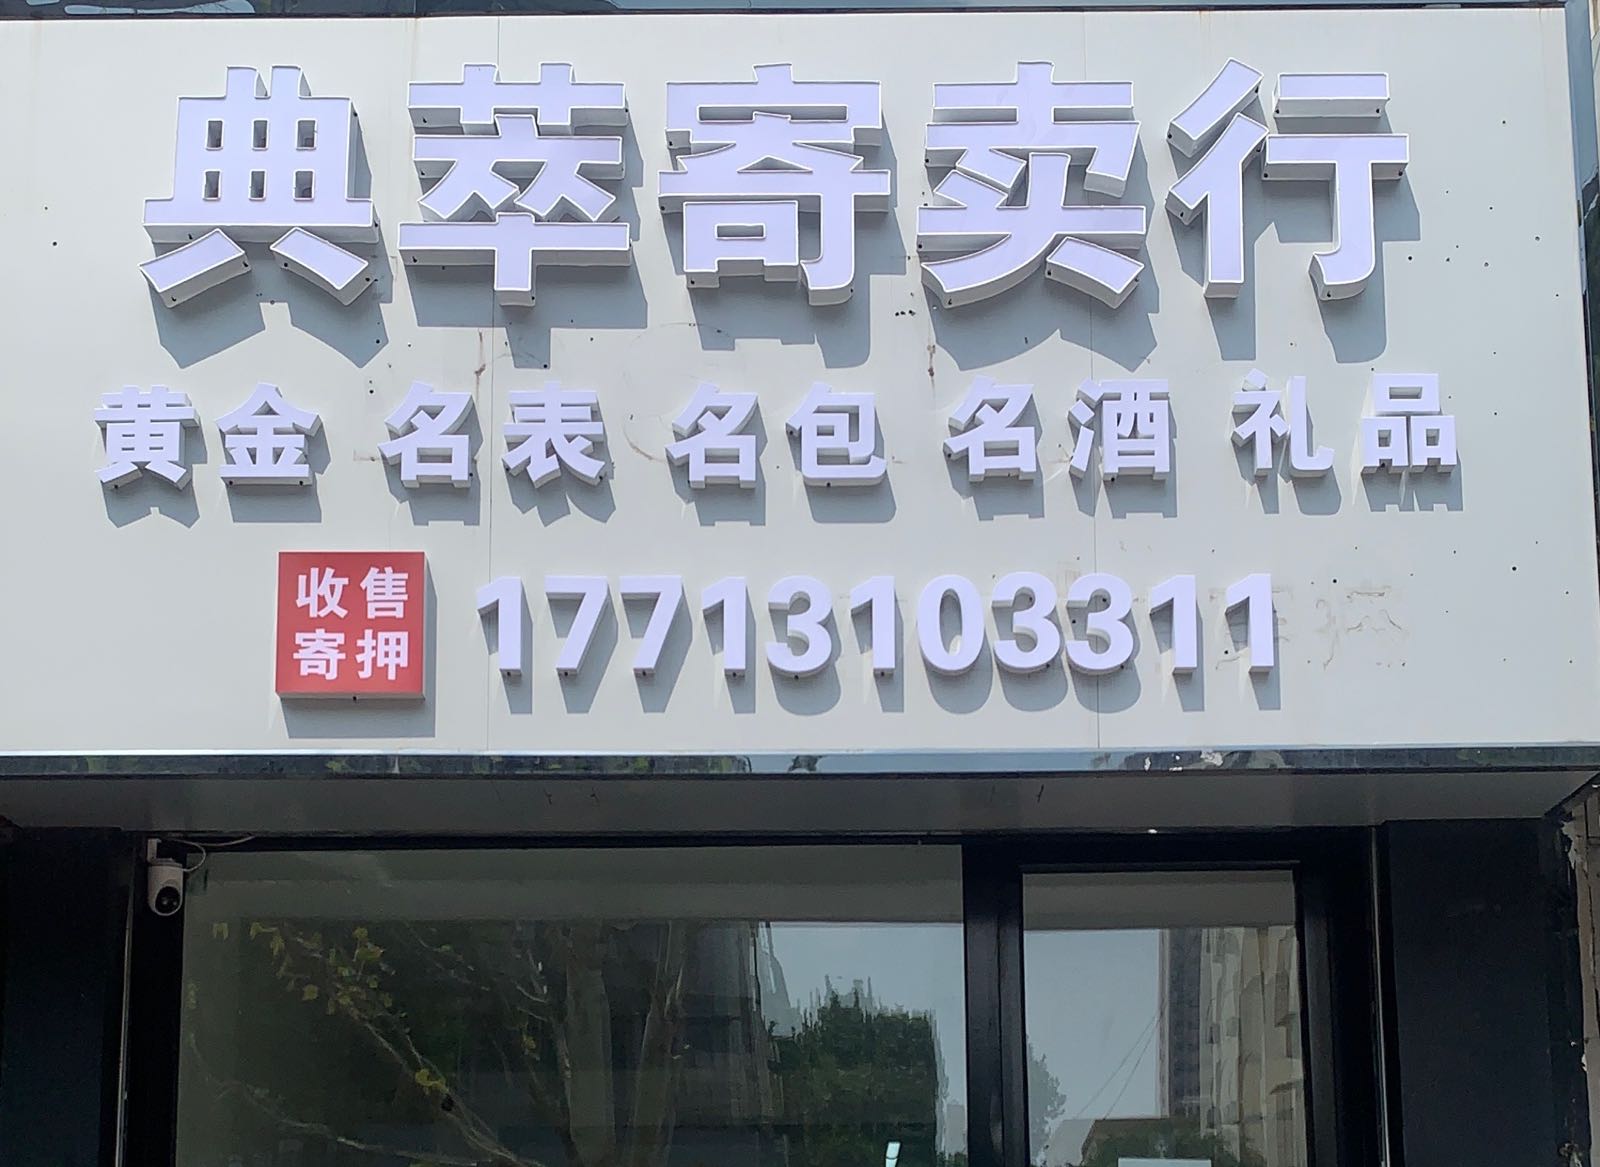 典萃寄卖行
黄金 名表 名包 名酒 礼品
收售
寄押
17713103311